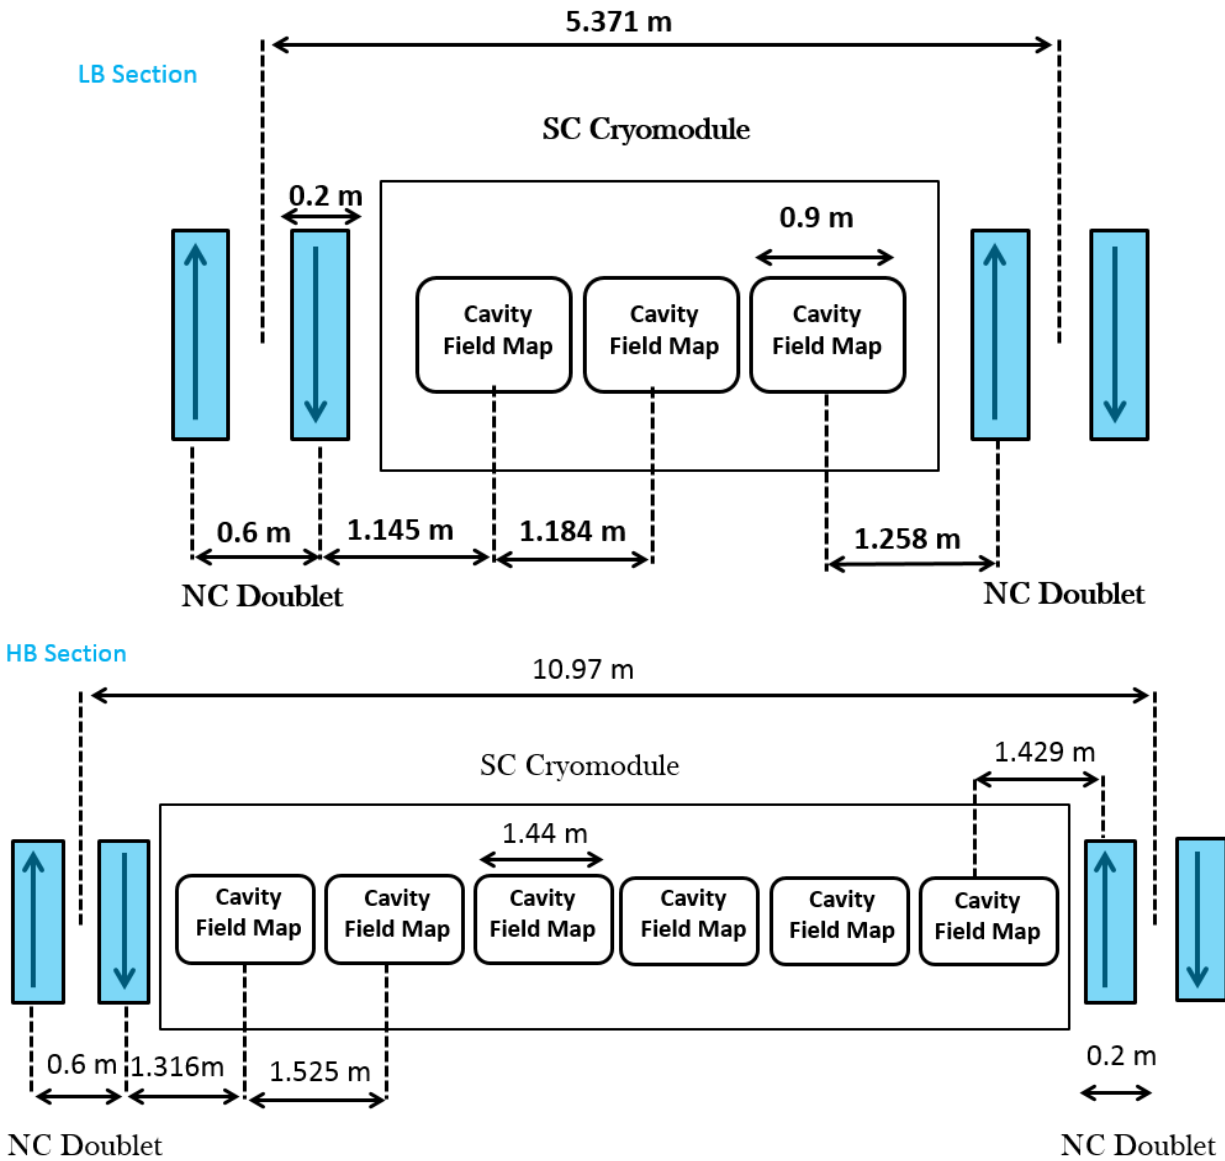 5.371 m
LB Section
SC Cryomodule
0.2 m
0.9 m
Cavity
Field Map
Cavity
Field Map
Cavity
Field Map
0.6 m
1.145 m
1.184 m
1.258 m
NC Doublet
NC Doublet
HB Section
10.97 m
SC Cryomodule
1.429 m
1.44 m
Cavity
Field Map
Cavity
Field Map
Cavity
Field Map
Cavity
Field Map
Cavity
Field Map
Cavity
Field Map
0.6 m
1.316m
1.525 m
0.2 m
NC Doublet
NC Doublet